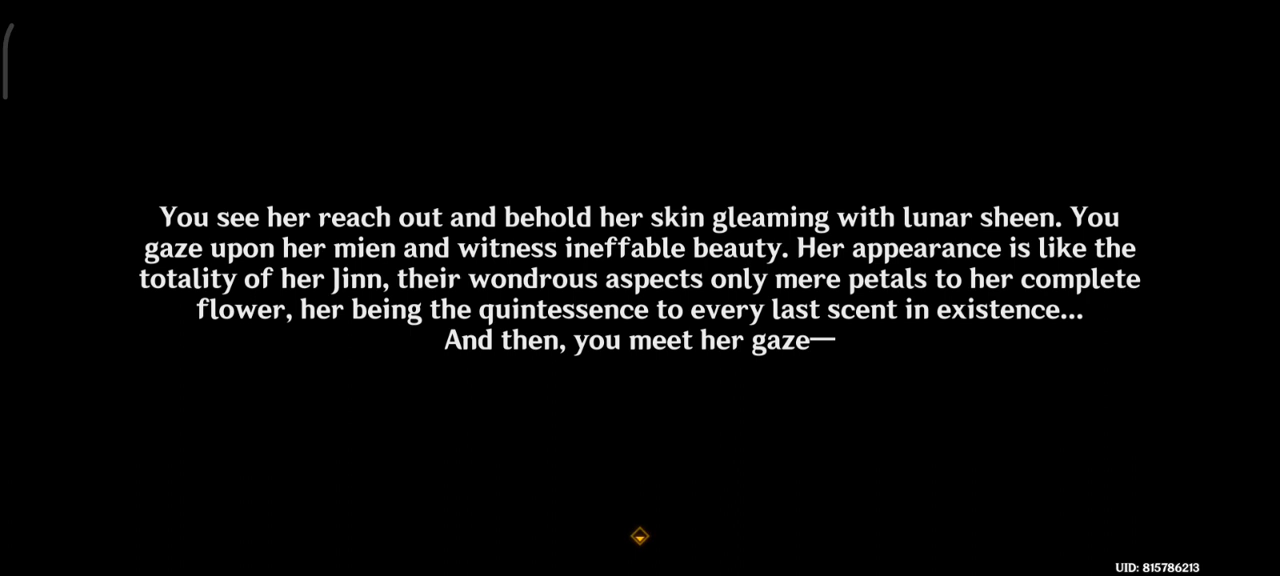 You see her reach out and behold her skin gleaming with lunar sheen. You
gaze upon her mien and witness ineffable beauty. Her appearance is like the
totality of her Jinn, their wondrous aspects only mere petals to her complete
flower, her being the quintessence to every last scent in existence...
And then, you meet her gaze—
UID: 815786213